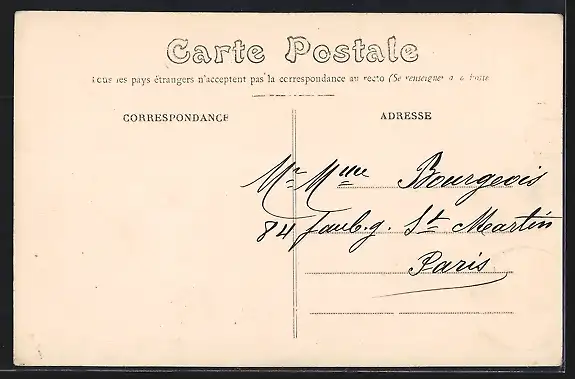 Carte Postale
Tous les pays étrangers n'acceptent pas la correspondance au recto (Se renseigner à la Poste
CORRESPONDANCE
ADRESSE
Mr Mme Bourgeois
84 faubg. St Martin
Paris